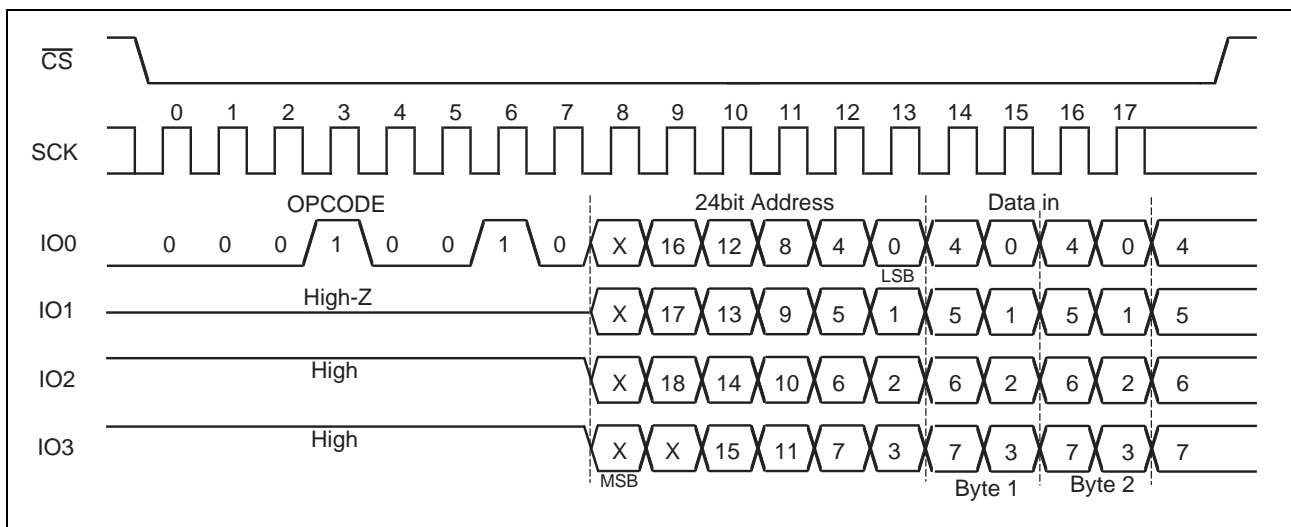 CS
0 1 2 3 4 5 6 7 8 9 10 11 12 13 14 15 16 17
SCK
OPCODE 24bit Address Data in
IO0 0 0 0 1 0 0 1 0 X 16 12 8 4 0 4 0 4 0 4
LSB
IO1 High-Z X 17 13 9 5 1 5 1 5 1 5
IO2 High X 18 14 10 6 2 6 2 6 2 6
IO3 High X X 15 11 7 3 7 3 7 3 7
MSB Byte 1 Byte 2